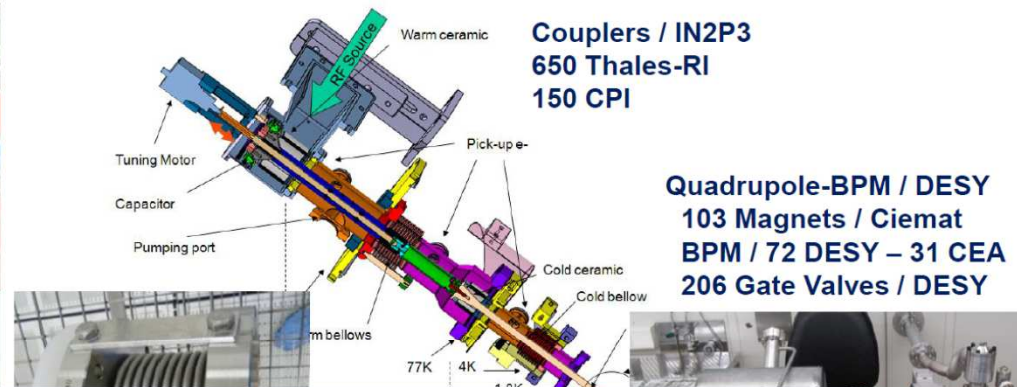 Couplers / IN2P3
650 Thales-RI
150 CPI
Warm ceramic
RF Source
Tuning Motor
Pick-up e-
Capacitor
Pumping port
Quadrupole-BPM / DESY
103 Magnets / Ciemat
BPM / 72 DESY – 31 CEA
206 Gate Valves / DESY
Cold ceramic
Cold bellow
bellows
77K
4K